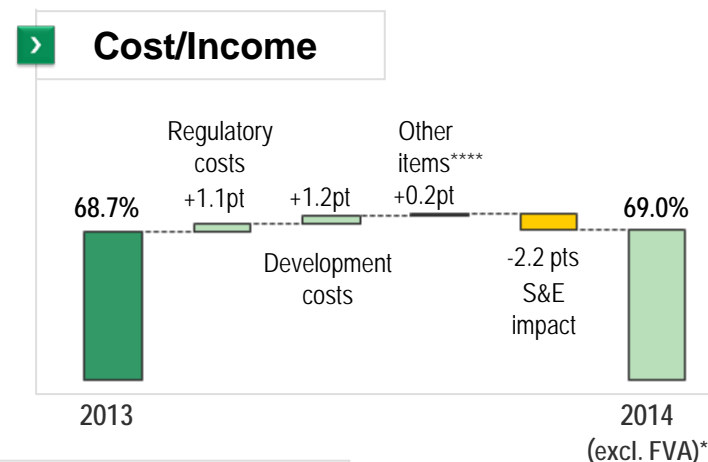 Cost/Income
Regulatory
costs
+1.1pt
+1.2pt
Development
costs
Other
items****
+0.2pt
68.7%
69.0%
-2.2 pts
S&E
impact
2013
2014
(excl. FVA)*